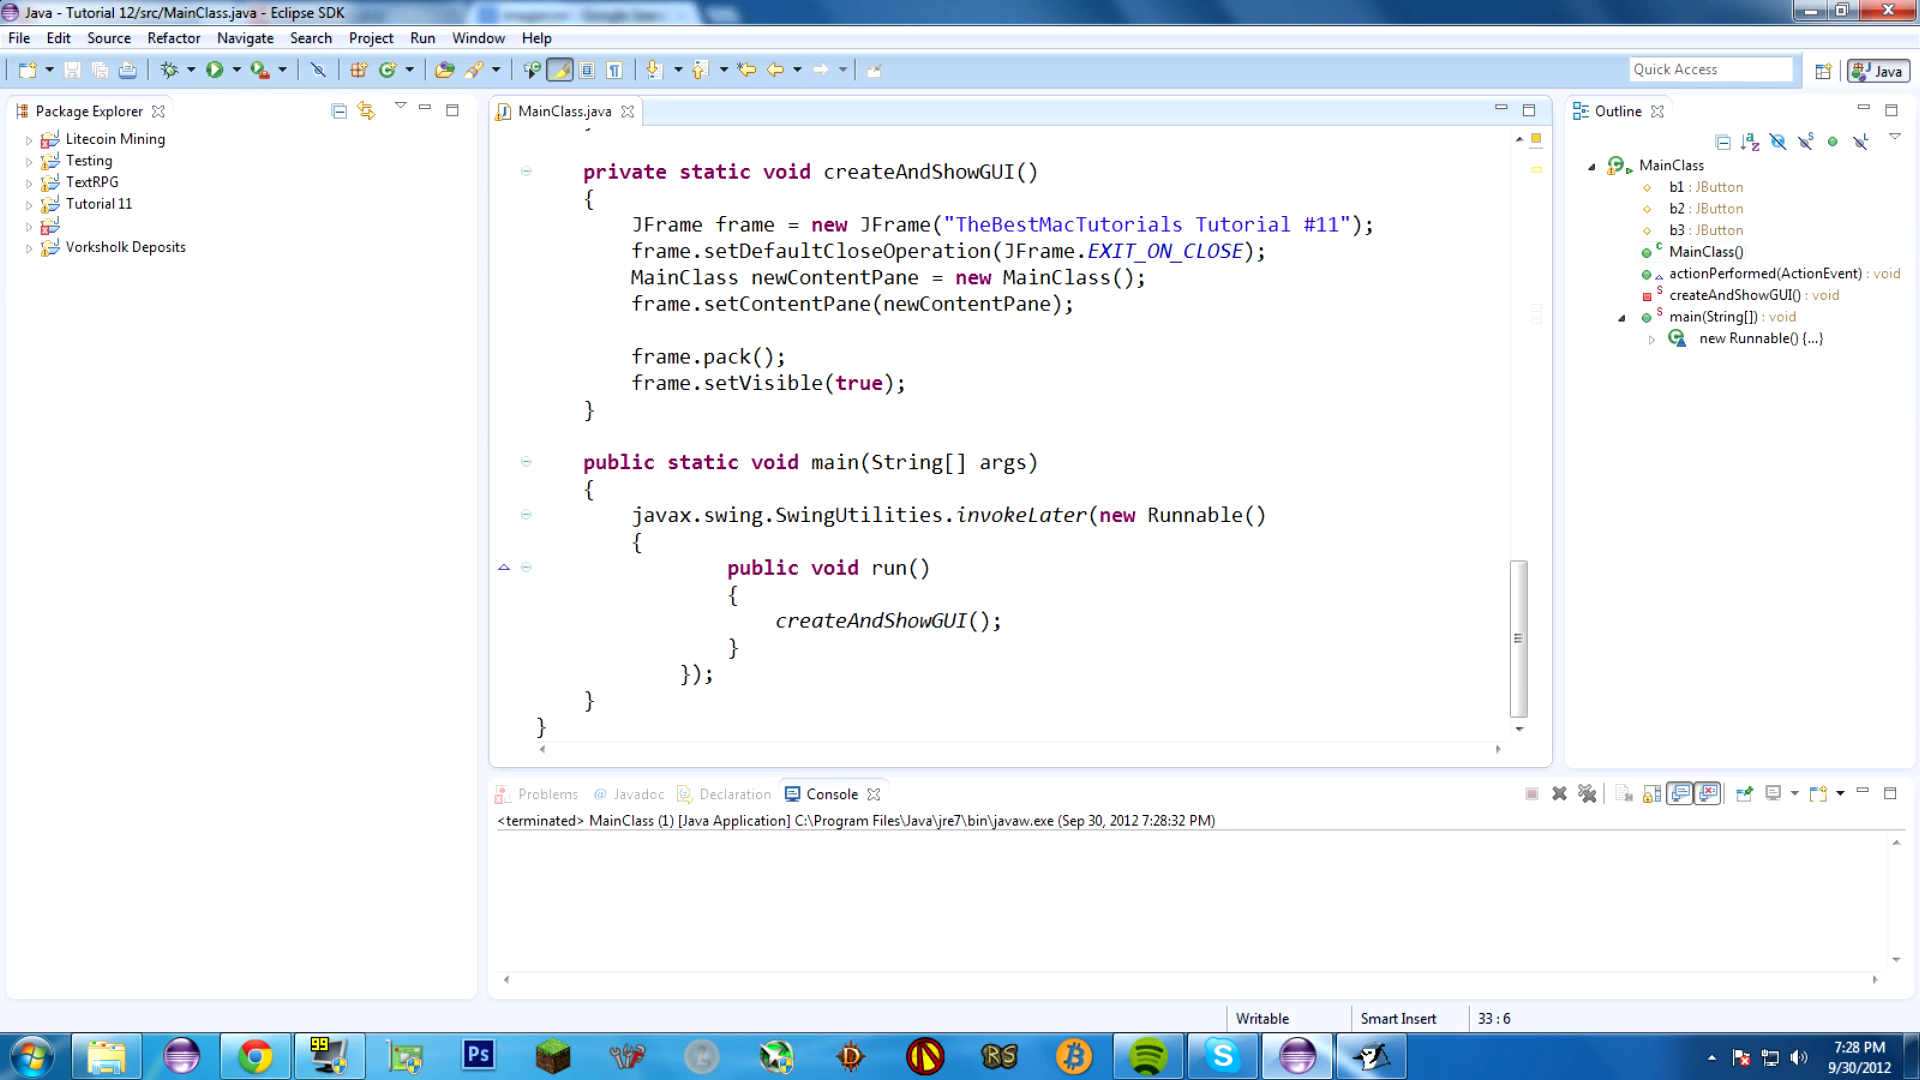 Java - Tutorial 12/src/MainClass.java - Eclipse SDK
File Edit Source Refactor Navigate Search Project Run Window Help
Quick Access
Java
Package Explorer
Litecoin Mining
Testing
TextRPG
Tutorial 11
Vorksholk Deposits
MainClass.java
}
private static void createAndShowGUI()
{
JFrame frame = new JFrame("TheBestMacTutorials Tutorial #11");
frame.setDefaultCloseOperation(JFrame.EXIT_ON_CLOSE);
MainClass newContentPane = new MainClass();
frame.setContentPane(newContentPane);
frame.pack();
frame.setVisible(true);
}
public static void main(String[] args)
{
javax.swing.SwingUtilities.invokeLater(new Runnable()
{
public void run()
{
createAndShowGUI();
}
});
}
}
Outline
MainClass
b1 : JButton
b2 : JButton
b3 : JButton
MainClass()
actionPerformed(ActionEvent) : void
createAndShowGUI() : void
main(String[]) : void
new Runnable() {...}
Problems @ Javadoc Declaration Console
<terminated> MainClass (1) [Java Application] C:\Program Files\Java\jre7\bin\javaw.exe (Sep 30, 2012 7:28:32 PM)
Writable Smart Insert 33 : 6
99
Ps
RS
7:28 PM
9/30/2012